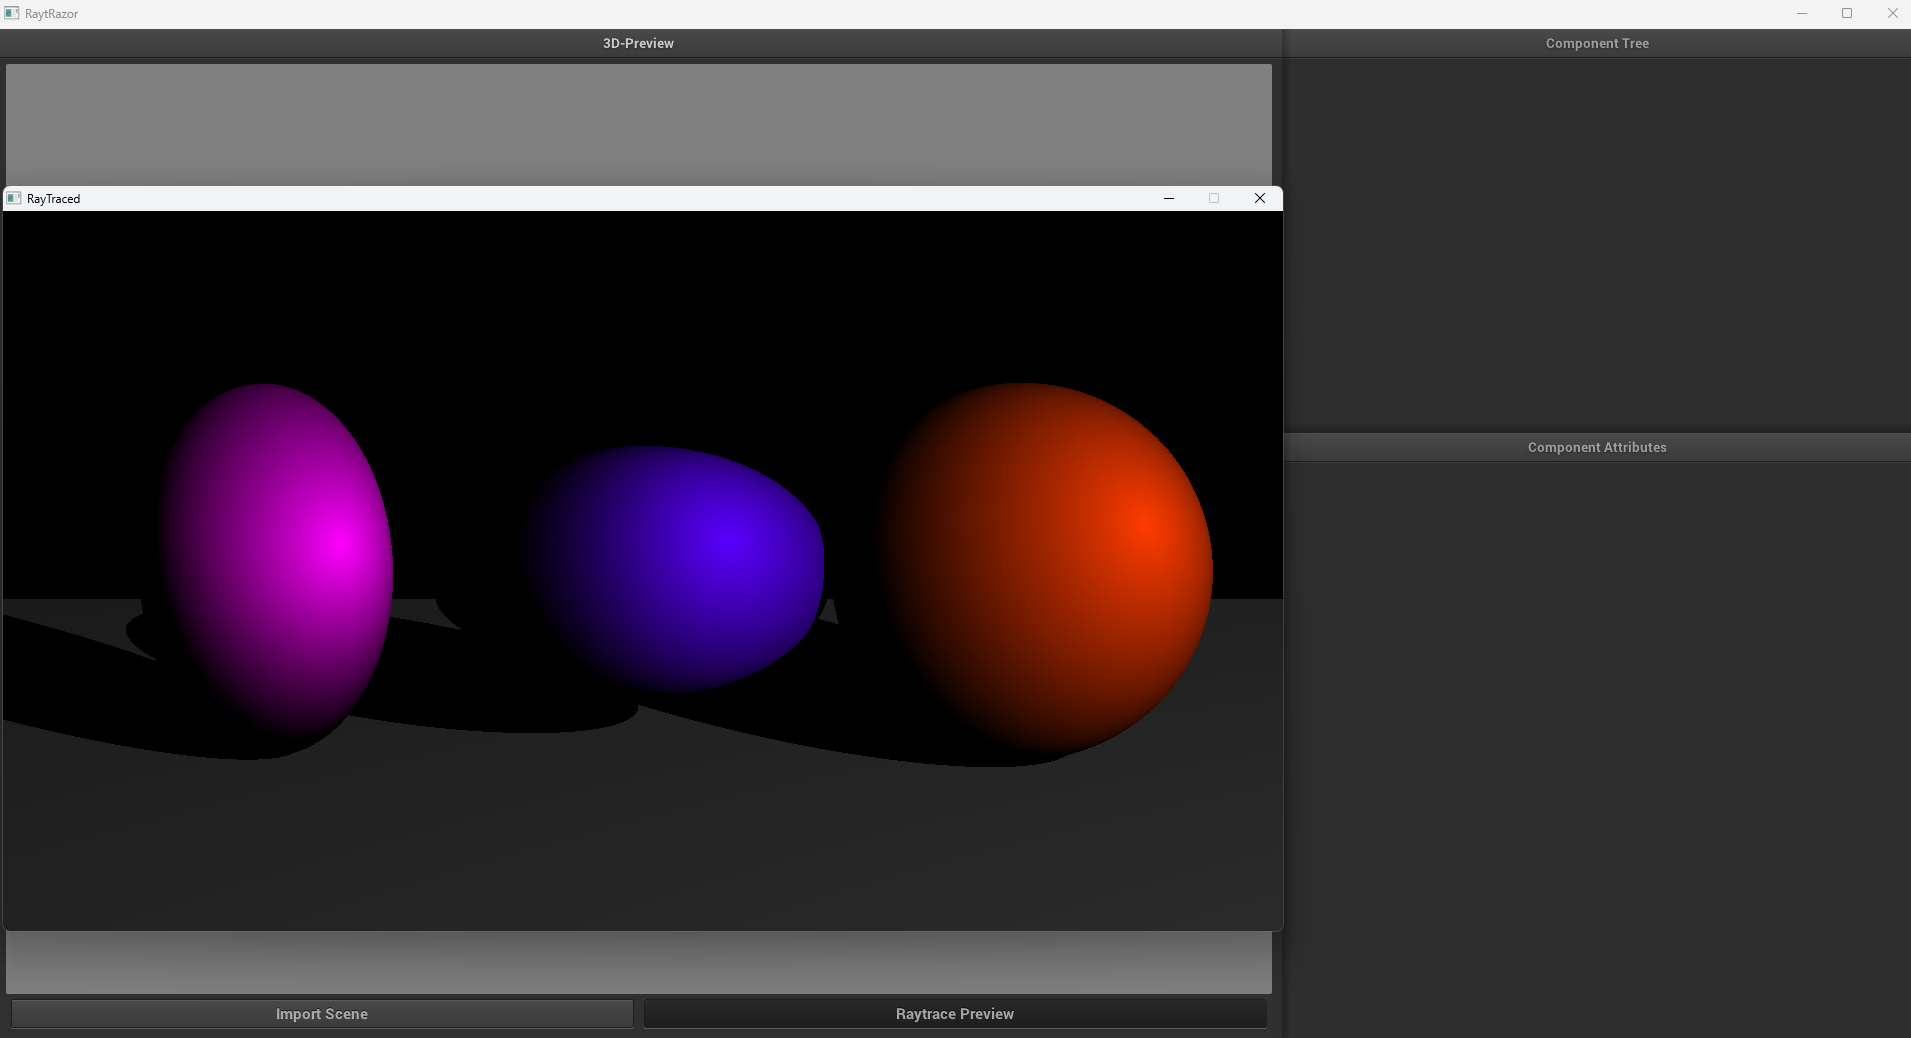 RaytRazor
3D-Preview
Component Tree
RayTraced
Component Attributes
Import Scene
Raytrace Preview